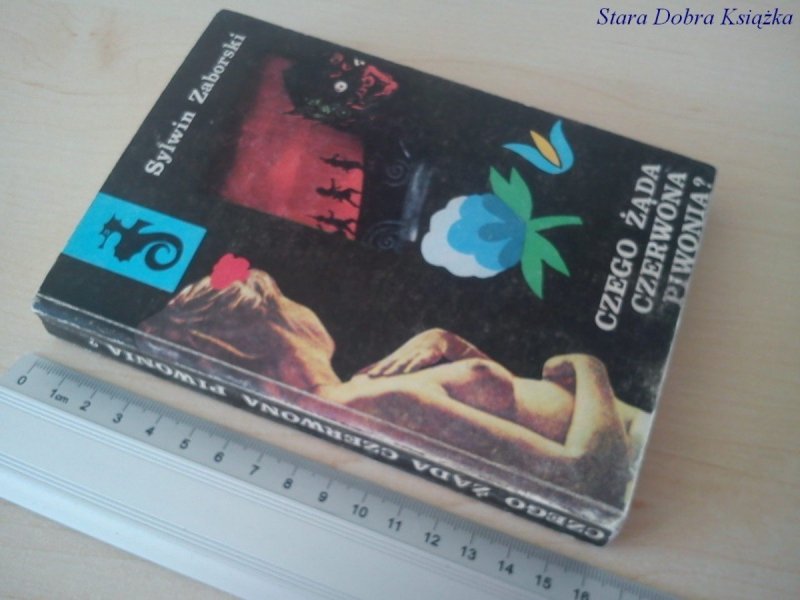 Stara Dobra Książka
Sylwin Zaborski
CZEGO ŻĄDA
CZERWONA
PIWONIA?
CZEGO ŻĄDA CZERWONA PIWONIA?
0 1cm 2 3 4 5 6 7 8 9 10 11 12 13 14 15 16